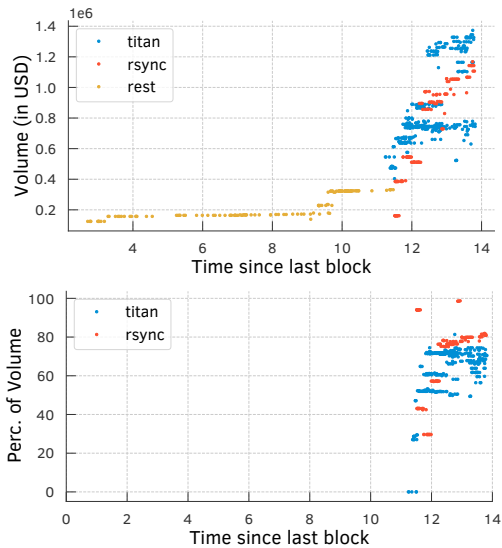 1e6
1.4
1.2
1.0
0.8
0.6
0.4
0.2
Volume (in USD)
titan
rsync
rest
4 6 8 10 12 14
Time since last block
100
80
60
40
20
0
Perc. of Volume
titan
rsync
0 2 4 6 8 10 12 14
Time since last block